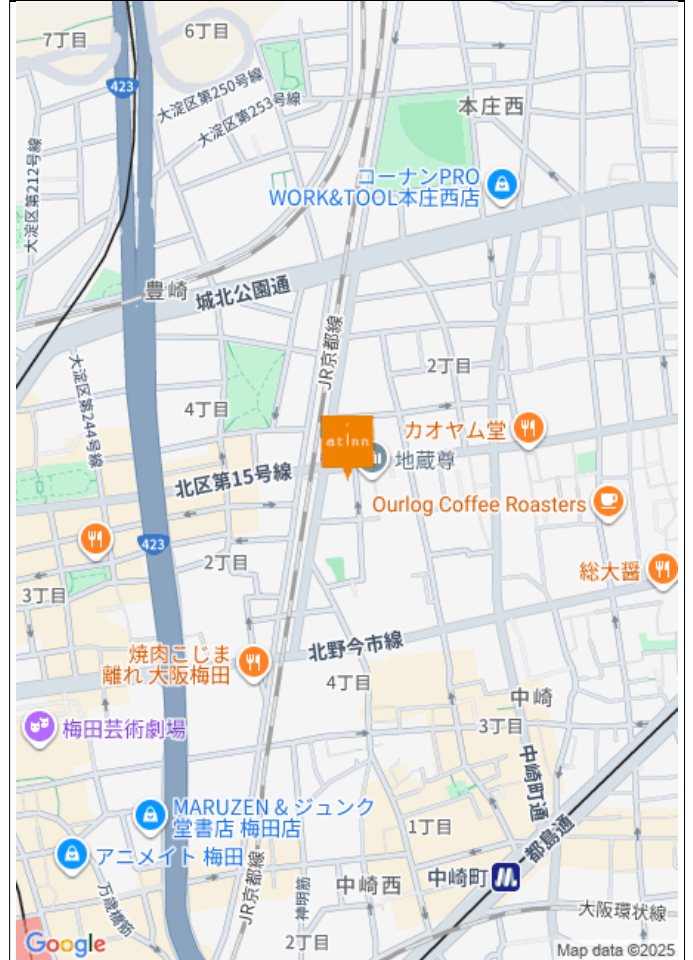 7丁目
6丁目
423
大淀区第250号線
大淀区第253号線
大淀区第212号線
本庄西
コーナンPRO
WORK&TOOL本庄西店
豊崎
城北公園通
JR京都線
2丁目
大淀区第244号線
4丁目
atinn
カオヤム堂
地蔵尊
北区第15号線
Ourlog Coffee Roasters
423
2丁目
総大醤
3丁目
北野今市線
焼肉こじま
離れ 大阪梅田
4丁目
中崎
梅田芸術劇場
3丁目
中崎町通
MARUZEN & ジュンク
堂書店 梅田店
1丁目
都島通
アニメイト 梅田
JR京都線
中崎西
中崎町
万歳橋筋
神明筋
大阪環状線
2丁目
Google
Map data ©2025